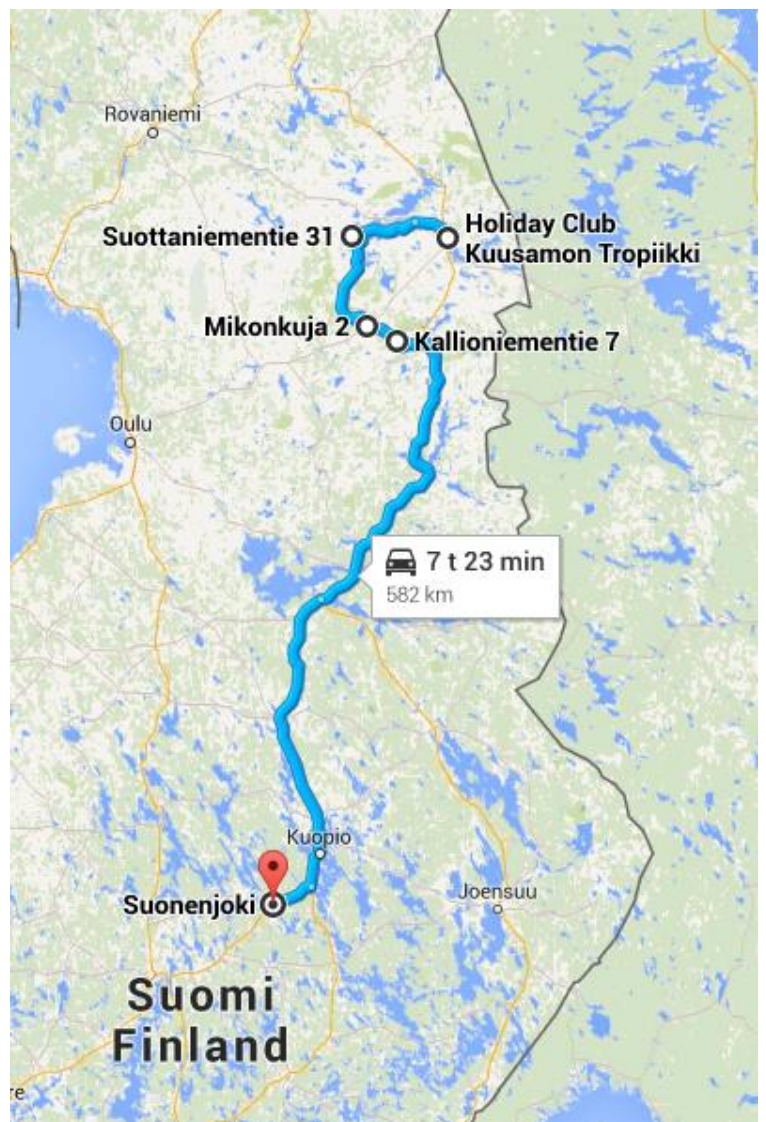 Rovaniemi
Suottaniementie 31
Holiday Club
Kuusamon Tropiikki
Mikonkuja 2
Kallioniementie 7
Oulu
7 t 23 min
582 km
Kuopio
Suonenjoki
Joensuu
Suomi
Finland
re